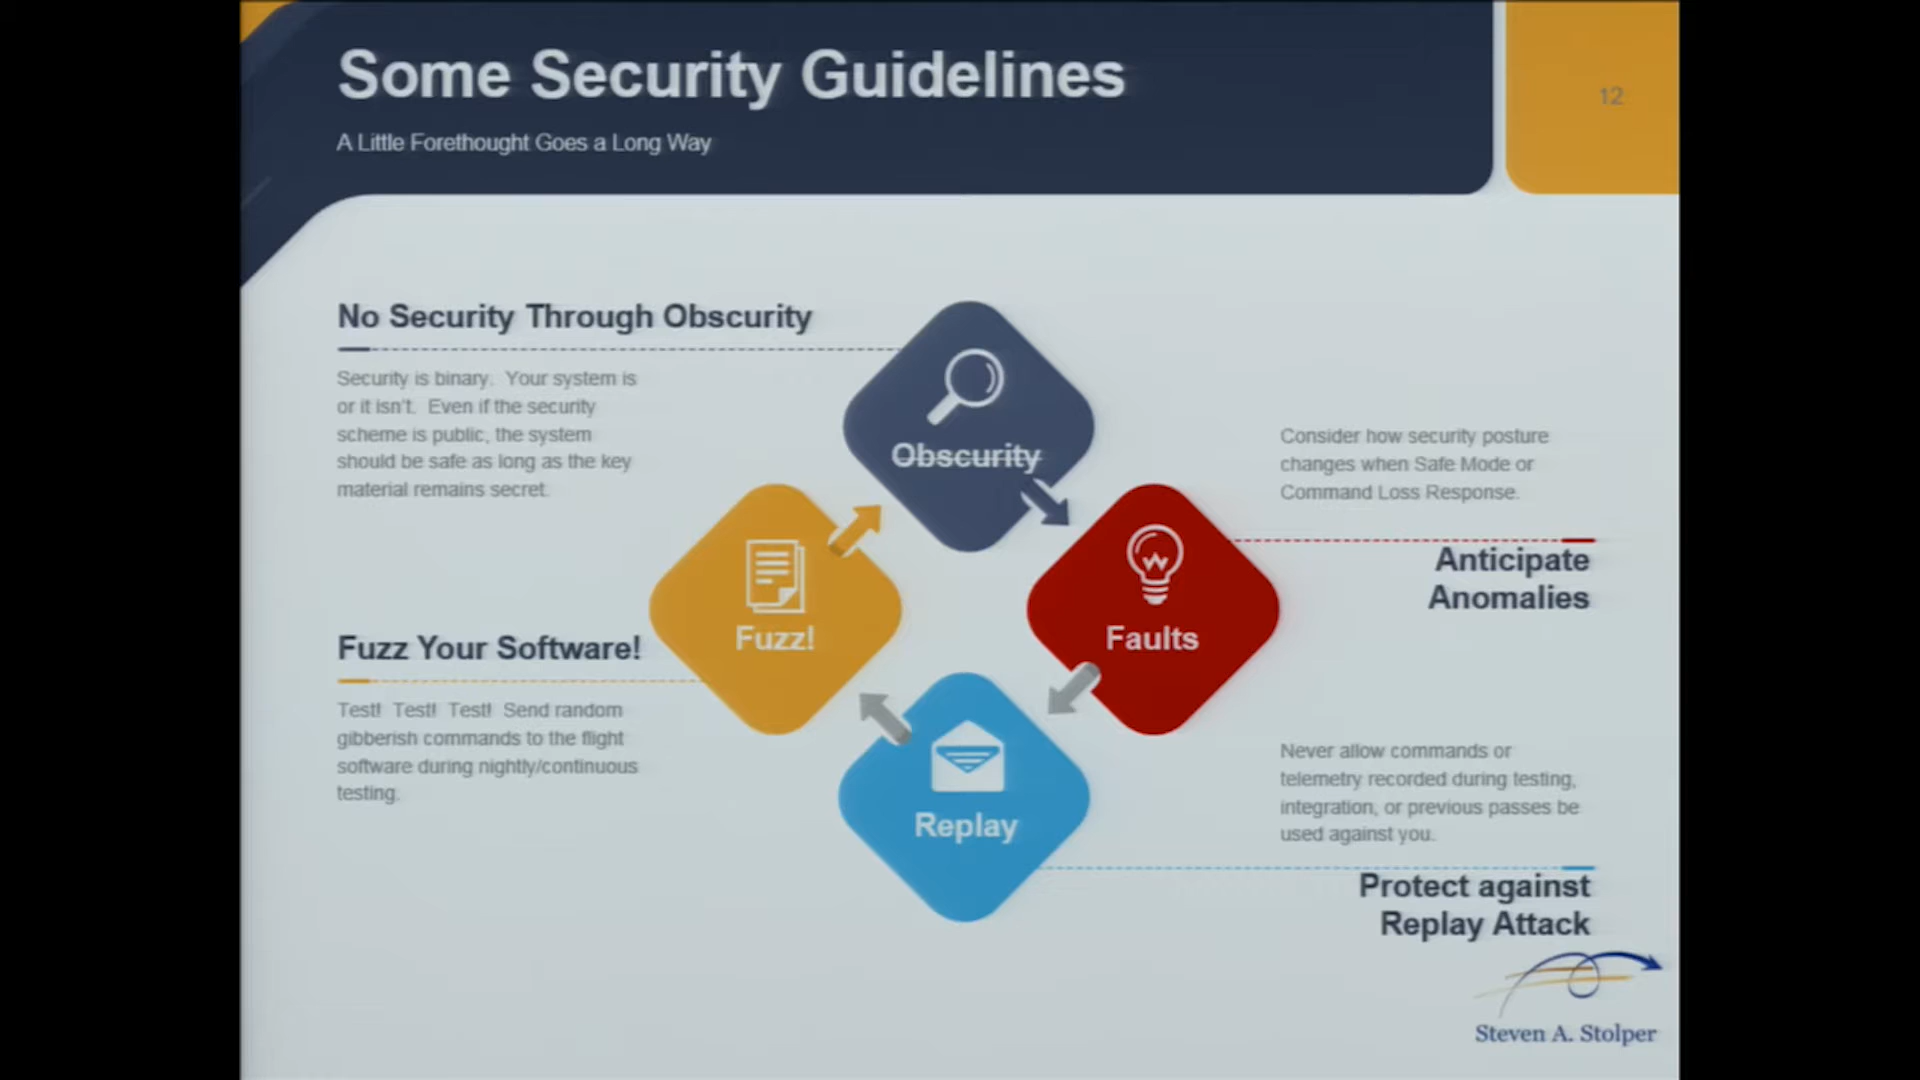 Some Security Guidelines
A Little Forethought Goes a Long Way
12
No Security Through Obscurity
Security is binary. Your system is
or it isn't. Even if the security
scheme is public, the system
should be safe as long as the key
material remains secret.
Obscurity
Consider how security posture
changes when Safe Mode or
Command Loss Response.
Anticipate
Anomalies
Faults
Fuzz!
Fuzz Your Software!
Test! Test! Test! Send random
gibberish commands to the flight
software during nightly/continuous
testing.
Replay
Never allow commands or
telemetry recorded during testing,
integration, or previous passes be
used against you.
Protect against
Replay Attack
Steven A. Stolper